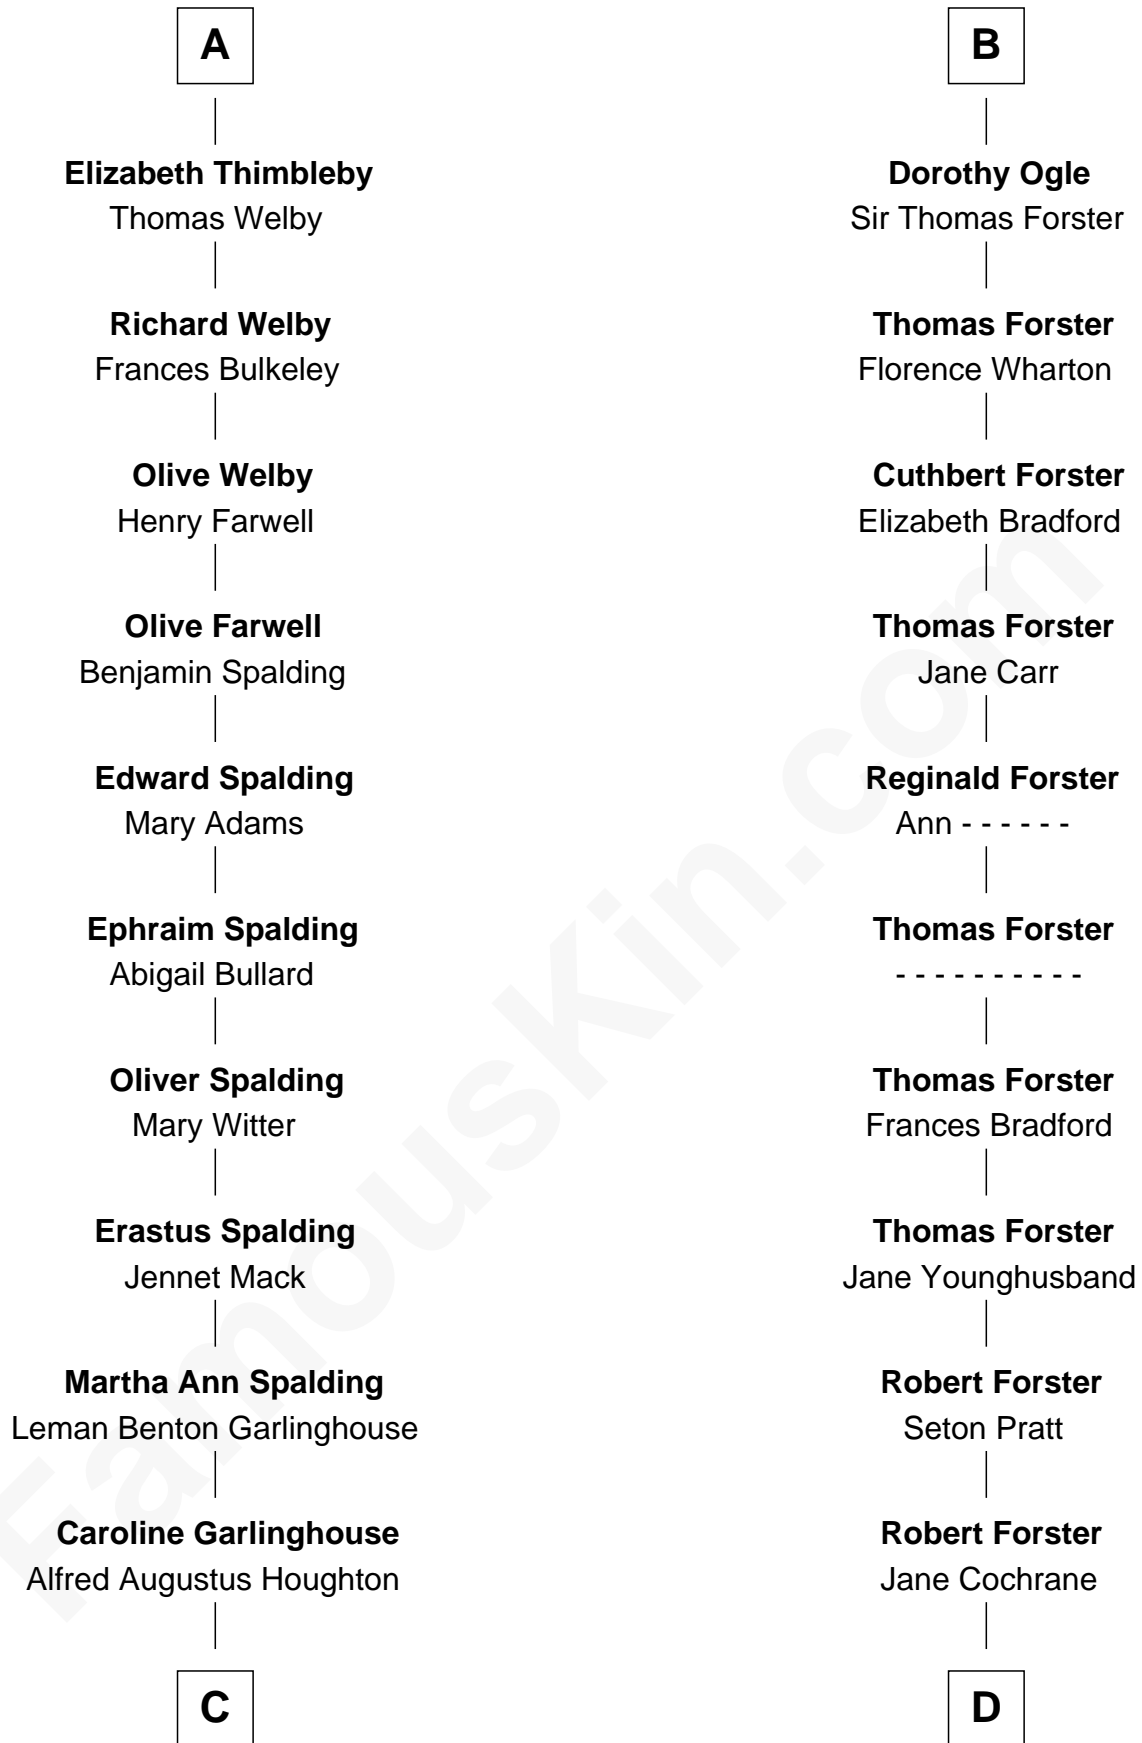 A
Elizabeth Thimbleby
Thomas Welby
Richard Welby
Frances Bulkeley
Olive Welby
Henry Farwell
Olive Farwell
Benjamin Spalding
Edward Spalding
Mary Adams
Ephraim Spalding
Abigail Bullard
Oliver Spalding
Mary Witter
Erastus Spalding
Jennet Mack
Martha Ann Spalding
Leman Benton Garlinghouse
Caroline Garlinghouse
Alfred Augustus Houghton
C
B
Dorothy Ogle
Sir Thomas Forster
Thomas Forster
Florence Wharton
Cuthbert Forster
Elizabeth Bradford
Thomas Forster
Jane Carr
Reginald Forster
Ann - - - - - -
Thomas Forster
- - - - - - - - - -
Thomas Forster
Frances Bradford
Thomas Forster
Jane Younghusband
Robert Forster
Seton Pratt
Robert Forster
Jane Cochrane
D
FamousKin.com